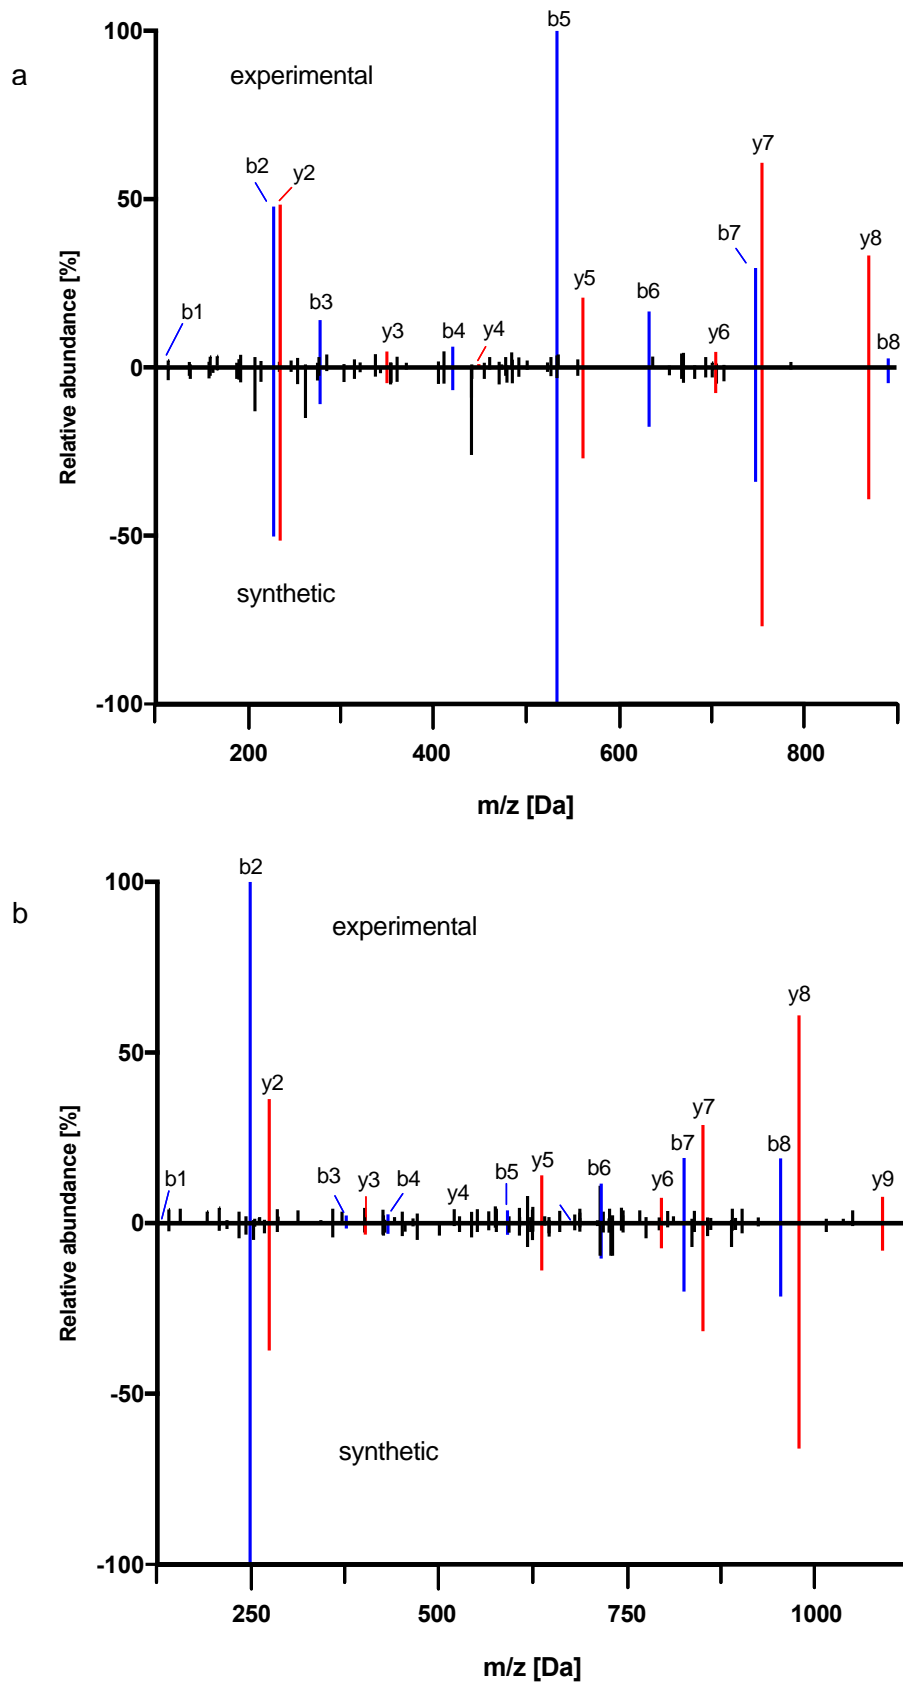 a
experimental
b5
b2
y2
y7
b7
y8
y5
b6
b1
b3
y3
b4
y4
y6
b8
100
50
0
-50
-100
Relative abundance [%]
synthetic
200 400 600 800
m/z [Da]
b
experimental
b2
y8
y2
y7
b7
b8
b1
b3
y3
b4
y4
b5
y5
b6
y6
y9
100
50
0
-50
-100
Relative abundance [%]
synthetic
250 500 750 1000
m/z [Da]